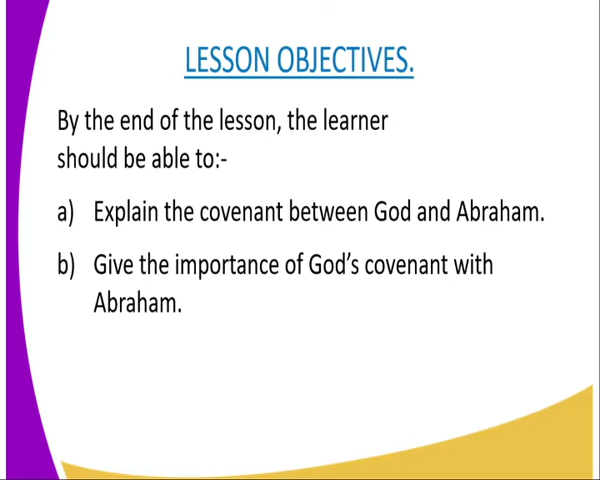 LESSON OBJECTIVES.
By the end of the lesson, the learner
should be able to:-
a) Explain the covenant between God and Abraham.
b) Give the importance of God’s covenant with
Abraham.